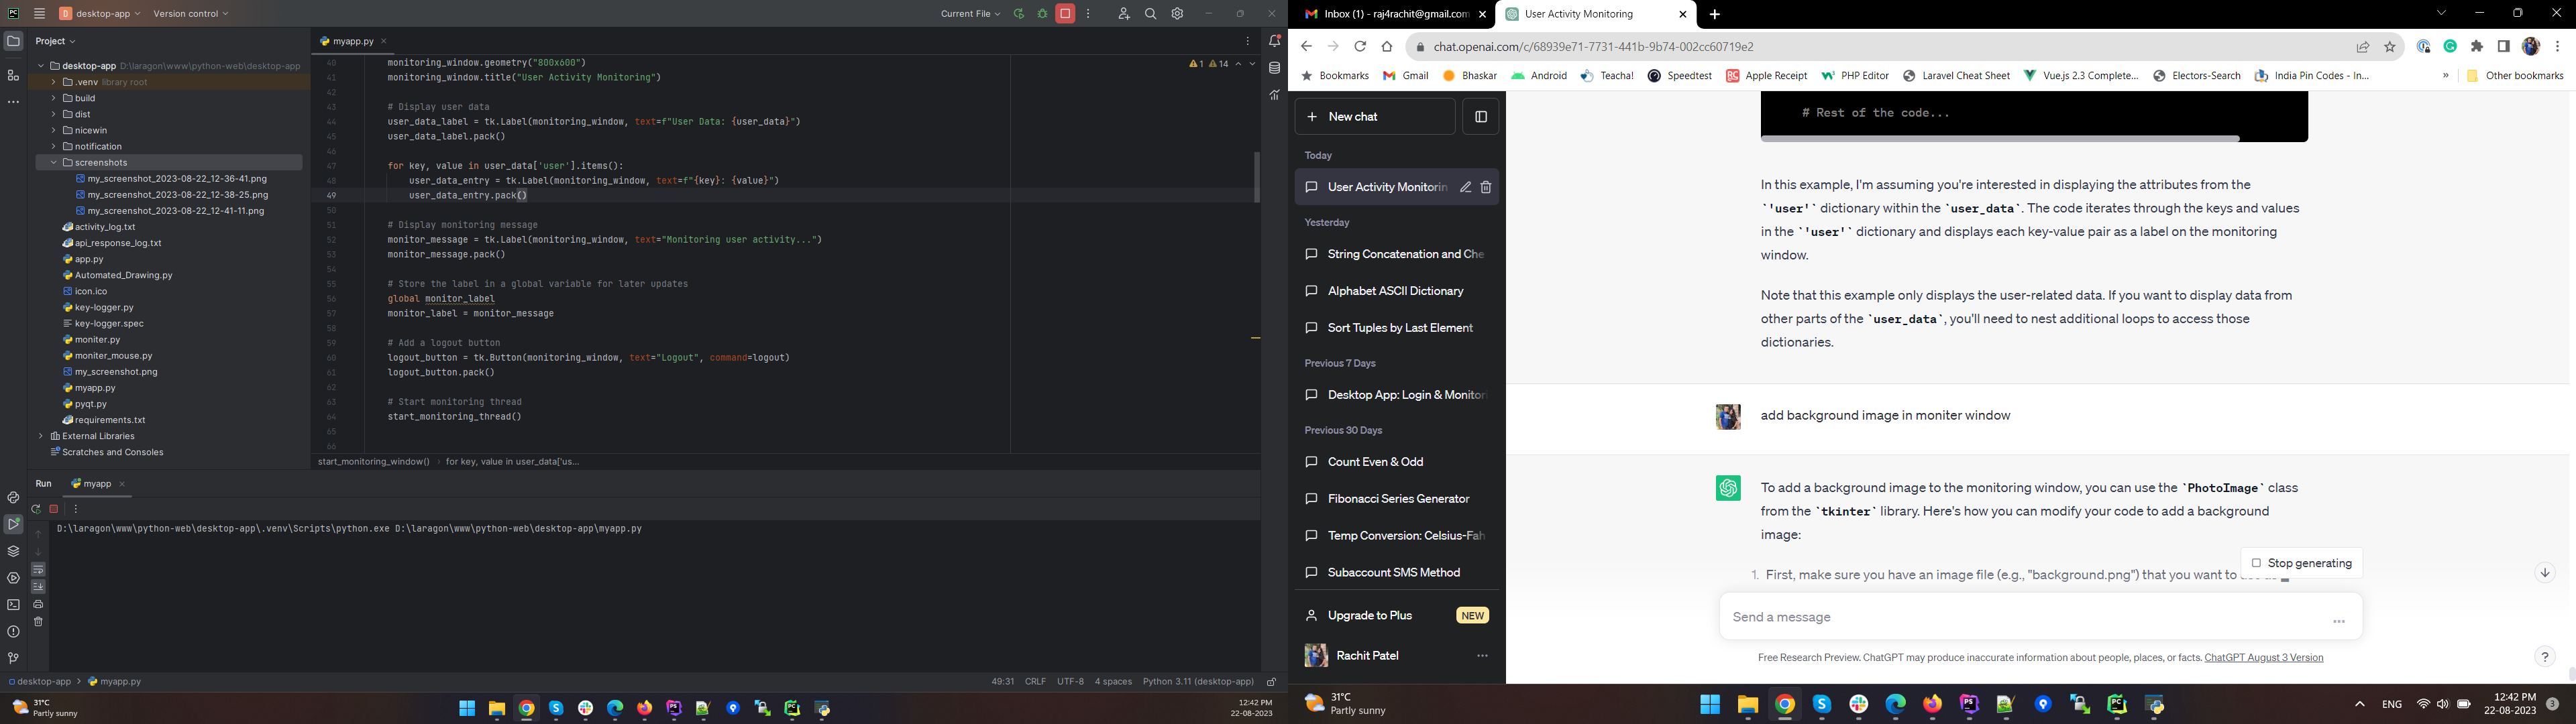 desktop-app
Version control
Current File
Project
desktop-app D:\laragon\www\python-web\desktop-app
.venv library root
build
dist
nicewin
notification
screenshots
my_screenshot_2023-08-22_12-36-41.png
my_screenshot_2023-08-22_12-38-25.png
my_screenshot_2023-08-22_12-41-11.png
activity_log.txt
api_response_log.txt
app.py
Automated_Drawing.py
icon.ico
key-logger.py
key-logger.spec
moniter.py
moniter_mouse.py
my_screenshot.png
myapp.py
pyqt.py
requirements.txt
External Libraries
Scratches and Consoles
myapp.py
1 14
40 monitoring_window.geometry("800x600")
41 monitoring_window.title("User Activity Monitoring")
42
43 # Display user data
44 user_data_label = tk.Label(monitoring_window, text=f"User Data: {user_data}")
45 user_data_label.pack()
46
47 for key, value in user_data['user'].items():
48 user_data_entry = tk.Label(monitoring_window, text=f"{key}: {value}")
49 user_data_entry.pack()
50
51 # Display monitoring message
52 monitor_message = tk.Label(monitoring_window, text="Monitoring user activity...")
53 monitor_message.pack()
54
55 # Store the label in a global variable for later updates
56 global monitor_label
57 monitor_label = monitor_message
58
59 # Add a logout button
60 logout_button = tk.Button(monitoring_window, text="Logout", command=logout)
61 logout_button.pack()
62
63 # Start monitoring thread
64 start_monitoring_thread()
65
66
start_monitoring_window() for key, value in user_data['us...
Run myapp
D:\laragon\www\python-web\desktop-app\.venv\Scripts\python.exe D:\laragon\www\python-web\desktop-app\myapp.py
desktop-app myapp.py
49:31 CRLF UTF-8 4 spaces Python 3.11 (desktop-app)
31°C
Partly sunny
12:42 PM
22-08-2023
Inbox (1) - raj4rachit@gmail.com
User Activity Monitoring
chat.openai.com/c/68939e71-7731-441b-9b74-002cc60719e2
Bookmarks Gmail Bhaskar Android Teacha! Speedtest Apple Receipt PHP Editor Laravel Cheat Sheet Vue.js 2.3 Complete... Electors-Search India Pin Codes - In... » Other bookmarks
New chat
Today
User Activity Monitorin
Yesterday
String Concatenation and Che
Alphabet ASCII Dictionary
Sort Tuples by Last Element
Previous 7 Days
Desktop App: Login & Monitori
Previous 30 Days
Count Even & Odd
Fibonacci Series Generator
Temp Conversion: Celsius-Fah
Subaccount SMS Method
Upgrade to Plus NEW
Rachit Patel
# Rest of the code...
In this example, I'm assuming you're interested in displaying the attributes from the
`'user'` dictionary within the `user_data`. The code iterates through the keys and values
in the `'user'` dictionary and displays each key-value pair as a label on the monitoring
window.
Note that this example only displays the user-related data. If you want to display data from
other parts of the `user_data`, you'll need to nest additional loops to access those
dictionaries.
add background image in moniter window
To add a background image to the monitoring window, you can use the `PhotoImage` class
from the `tkinter` library. Here's how you can modify your code to add a background
image:
1. First, make sure you have an image file (e.g., "background.png") that you want to
Stop generating
Send a message
Free Research Preview. ChatGPT may produce inaccurate information about people, places, or facts. ChatGPT August 3 Version
?
31°C
Partly sunny
ENG
12:42 PM
22-08-2023
3